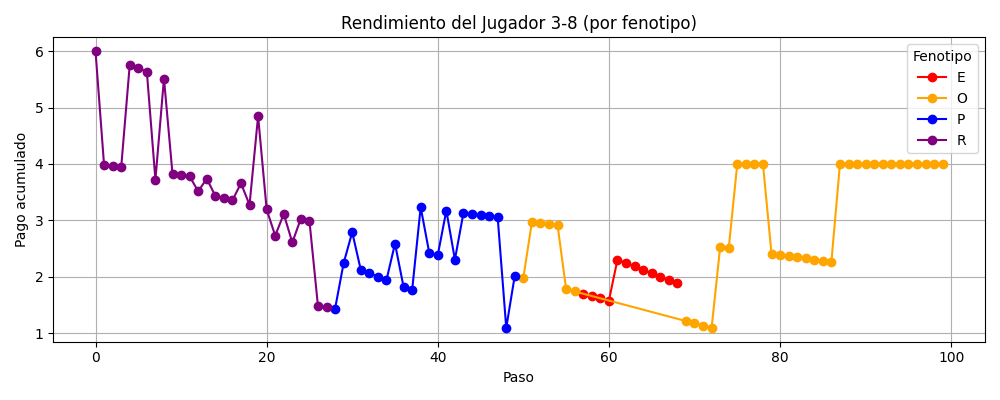 Rendimiento del Jugador 3-8 (por fenotipo)
Pago acumulado
6
5
4
3
2
1
0
20
40
60
80
100
Paso
Fenotipo
E
O
P
R